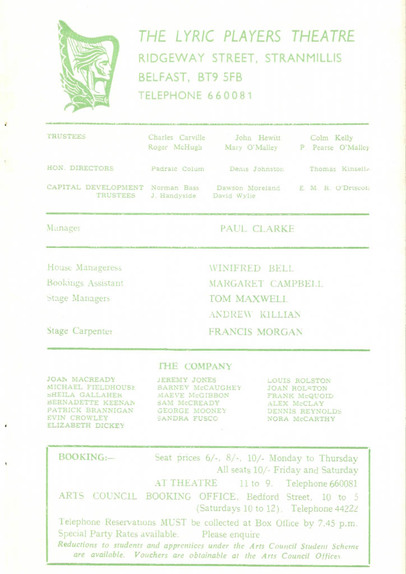 THE LYRIC PLAYERS THEATRE
RIDGEWAY STREET, STRANMILLIS
BELFAST, BT9 5FB
TELEPHONE 660081
TRUSTEES Charles Carville John Hewitt Colm Kelly
Roger McHugh Mary O'Malley P. Pearse O'Malley
HON. DIRECTORS Padraic Colum Denis Johnston Thomas Kinsella
CAPITAL DEVELOPMENT Norman Bass Dawson Moreland E. M. R. O'Driscoll
TRUSTEES J. Handyside David Wylie
Manager PAUL CLARKE
House Manageress WINIFRED BELL
Bookings Assistant MARGARET CAMPBELL
Stage Managers TOM MAXWELL
ANDREW KILLIAN
Stage Carpenter FRANCIS MORGAN
THE COMPANY
JOAN MACREADY JEREMY JONES LOUIS ROLSTON
MICHAEL FIELDHOUSE BARNEY McCAUGHEY JOAN ROLSTON
SHEILA GALLAHER MAEVE McGIBBON FRANK McQUOID
BERNADETTE KEENAN SAM McCREADY ALEX McCLAY
PATRICK BRANNIGAN GEORGE MOONEY DENNIS REYNOLDS
EVIN CROWLEY SANDRA FUSCO NORA McCARTHY
ELIZABETH DICKEY
BOOKING:— Seat prices 6/-, 8/-, 10/- Monday to Thursday
All seats 10/- Friday and Saturday
AT THEATRE 11 to 9. Telephone 660081
ARTS COUNCIL BOOKING OFFICE, Bedford Street, 10 to 5
(Saturdays 10 to 12). Telephone 44222
Telephone Reservations MUST be collected at Box Office by 7.45 p.m.
Special Party Rates available. Please enquire
Reductions to students and apprentices under the Arts Council Student Scheme
are available. Vouchers are obtainable at the Arts Council Offices